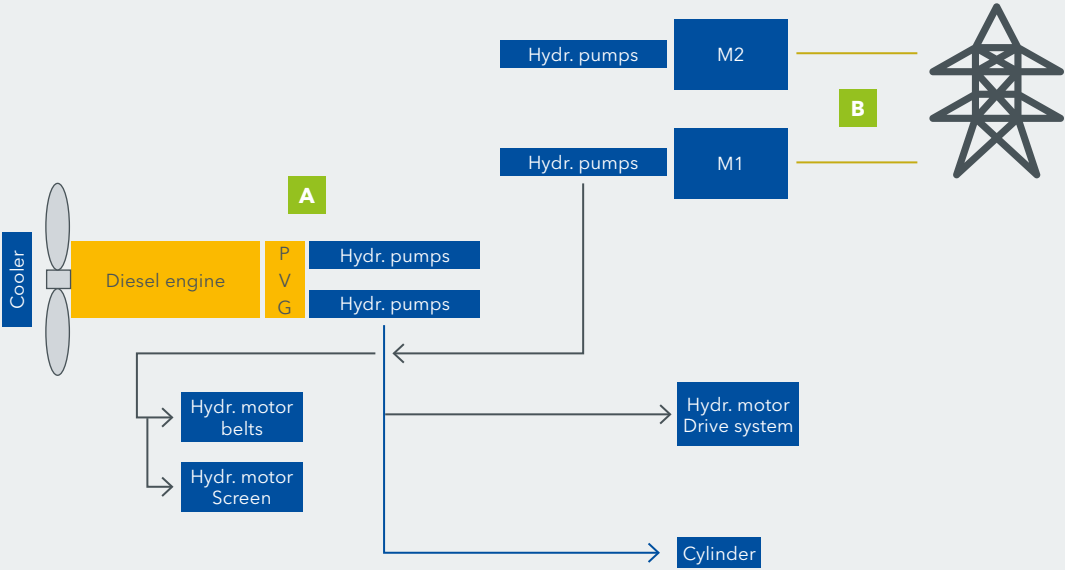 Hydr. pumps
M2
B
Hydr. pumps
M1
A
Cooler
Diesel engine
P
V
G
Hydr. pumps
Hydr. pumps
Hydr. motor
belts
Hydr. motor
Drive system
Hydr. motor
Screen
Cylinder